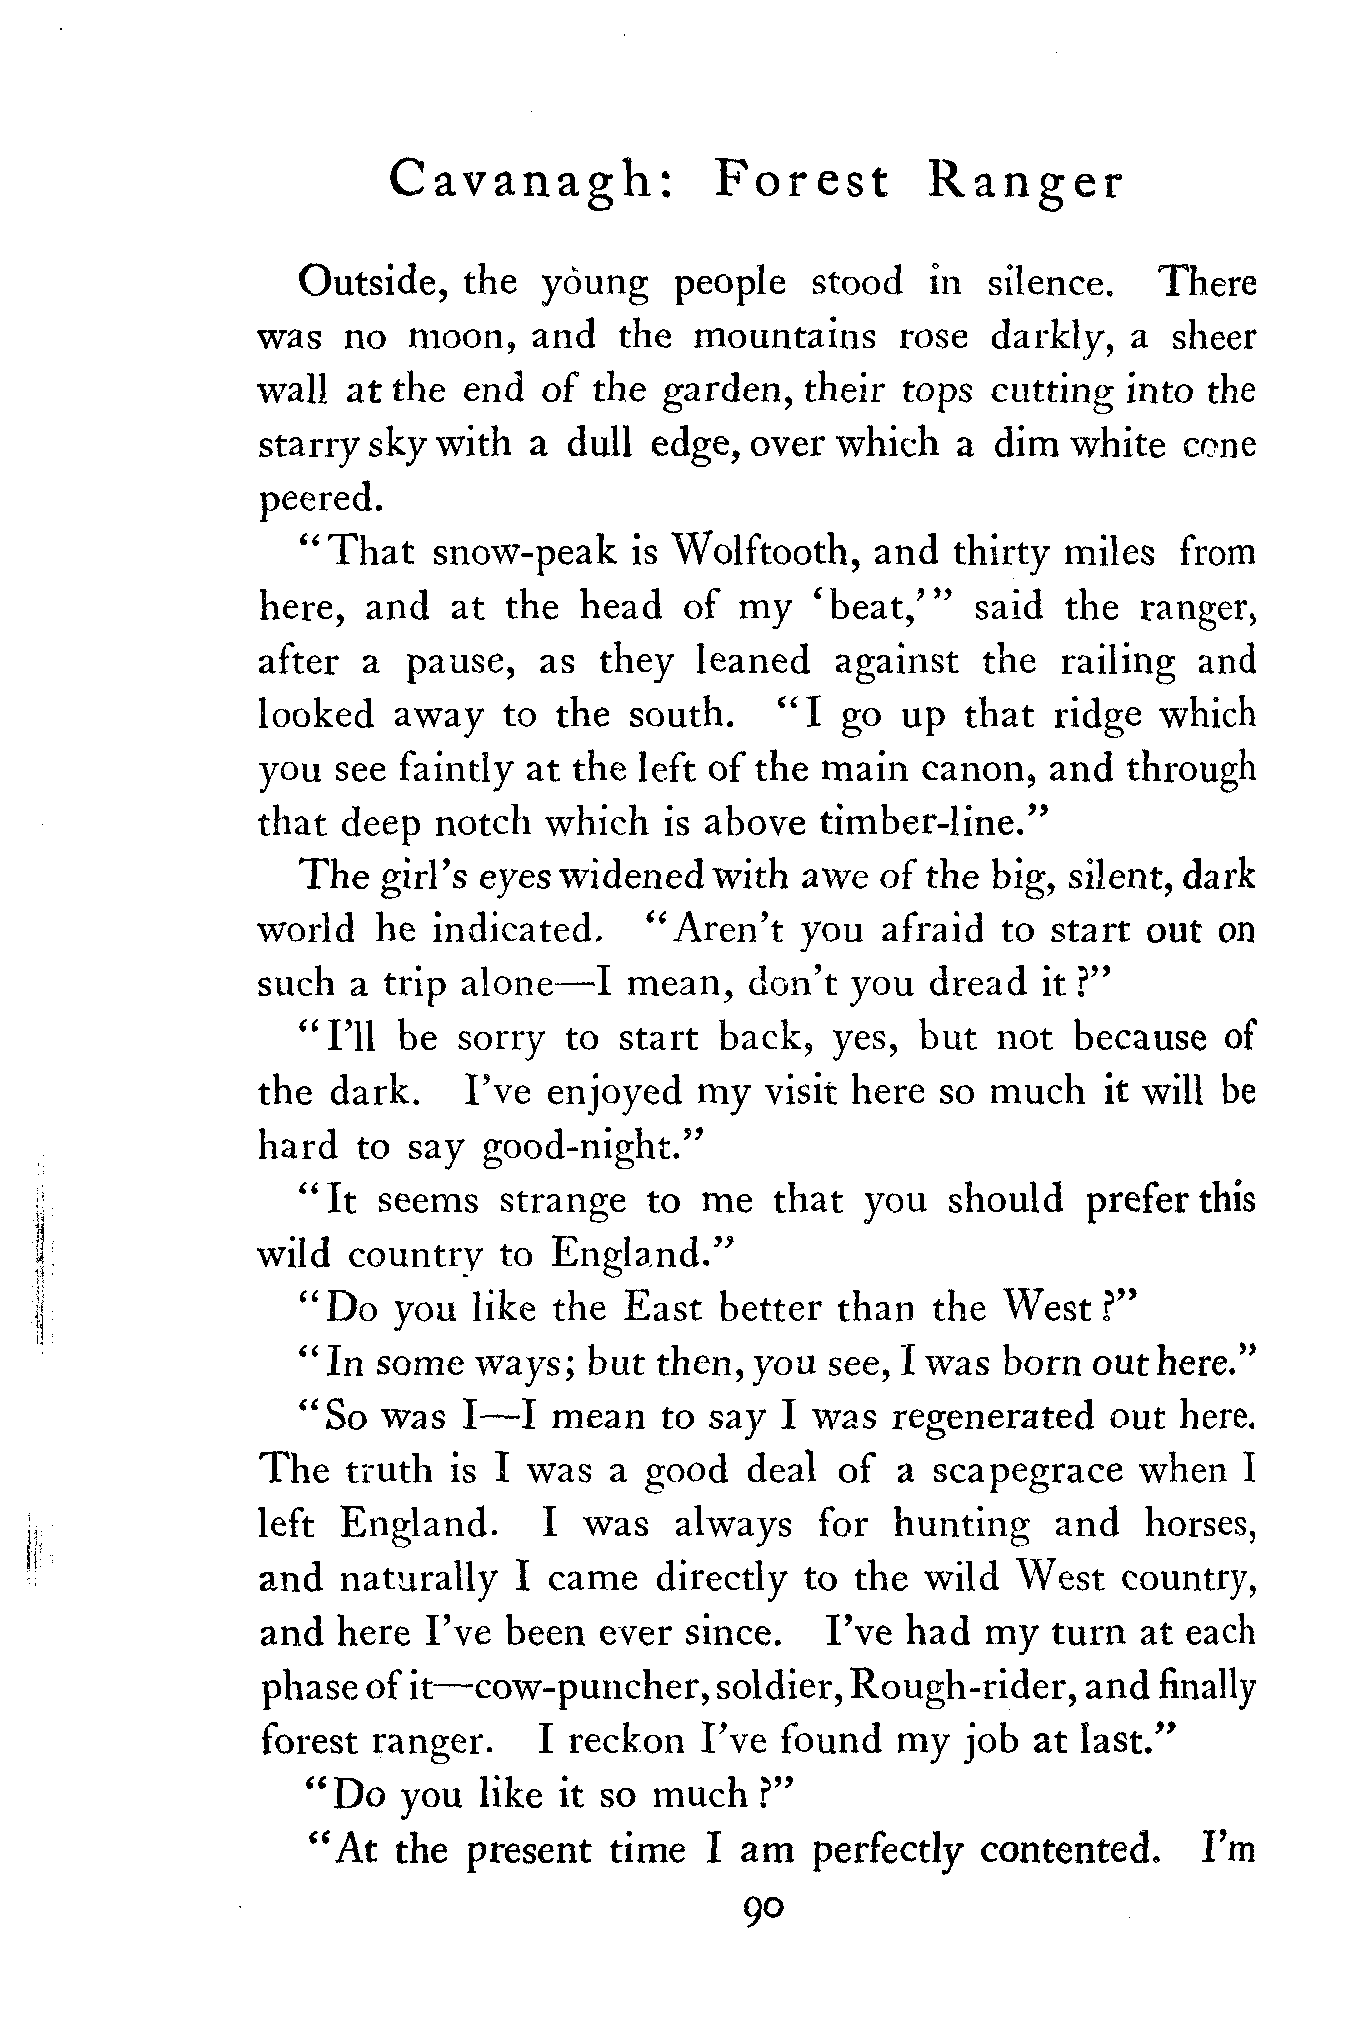 Cavanagh: Forest Ranger
Outside, the young people stood in silence. There
was no moon, and the mountains rose darkly, a sheer
wall at the end of the garden, their tops cutting into the
starry sky with a dull edge, over which a dim white cone
peered.
“That snow-peak is Wolftooth, and thirty miles from
here, and at the head of my ‘beat,’” said the ranger,
after a pause, as they leaned against the railing and
looked away to the south. “I go up that ridge which
you see faintly at the left of the main canon, and through
that deep notch which is above timber-line.”
The girl's eyes widened with awe of the big, silent, dark
world he indicated. “Aren't you afraid to start out on
such a trip alone—I mean, don't you dread it?”
“I'll be sorry to start back, yes, but not because of
the dark. I've enjoyed my visit here so much it will be
hard to say good-night.”
“It seems strange to me that you should prefer this
wild country to England.”
“Do you like the East better than the West?”
“In some ways; but then, you see, I was born out here.”
“So was I—I mean to say I was regenerated out here.
The truth is I was a good deal of a scapegrace when I
left England. I was always for hunting and horses,
and naturally I came directly to the wild West country,
and here I've been ever since. I've had my turn at each
phase of it—cow-puncher, soldier, Rough-rider, and finally
forest ranger. I reckon I've found my job at last.”
“Do you like it so much?”
“At the present time I am perfectly contented. I'm
90